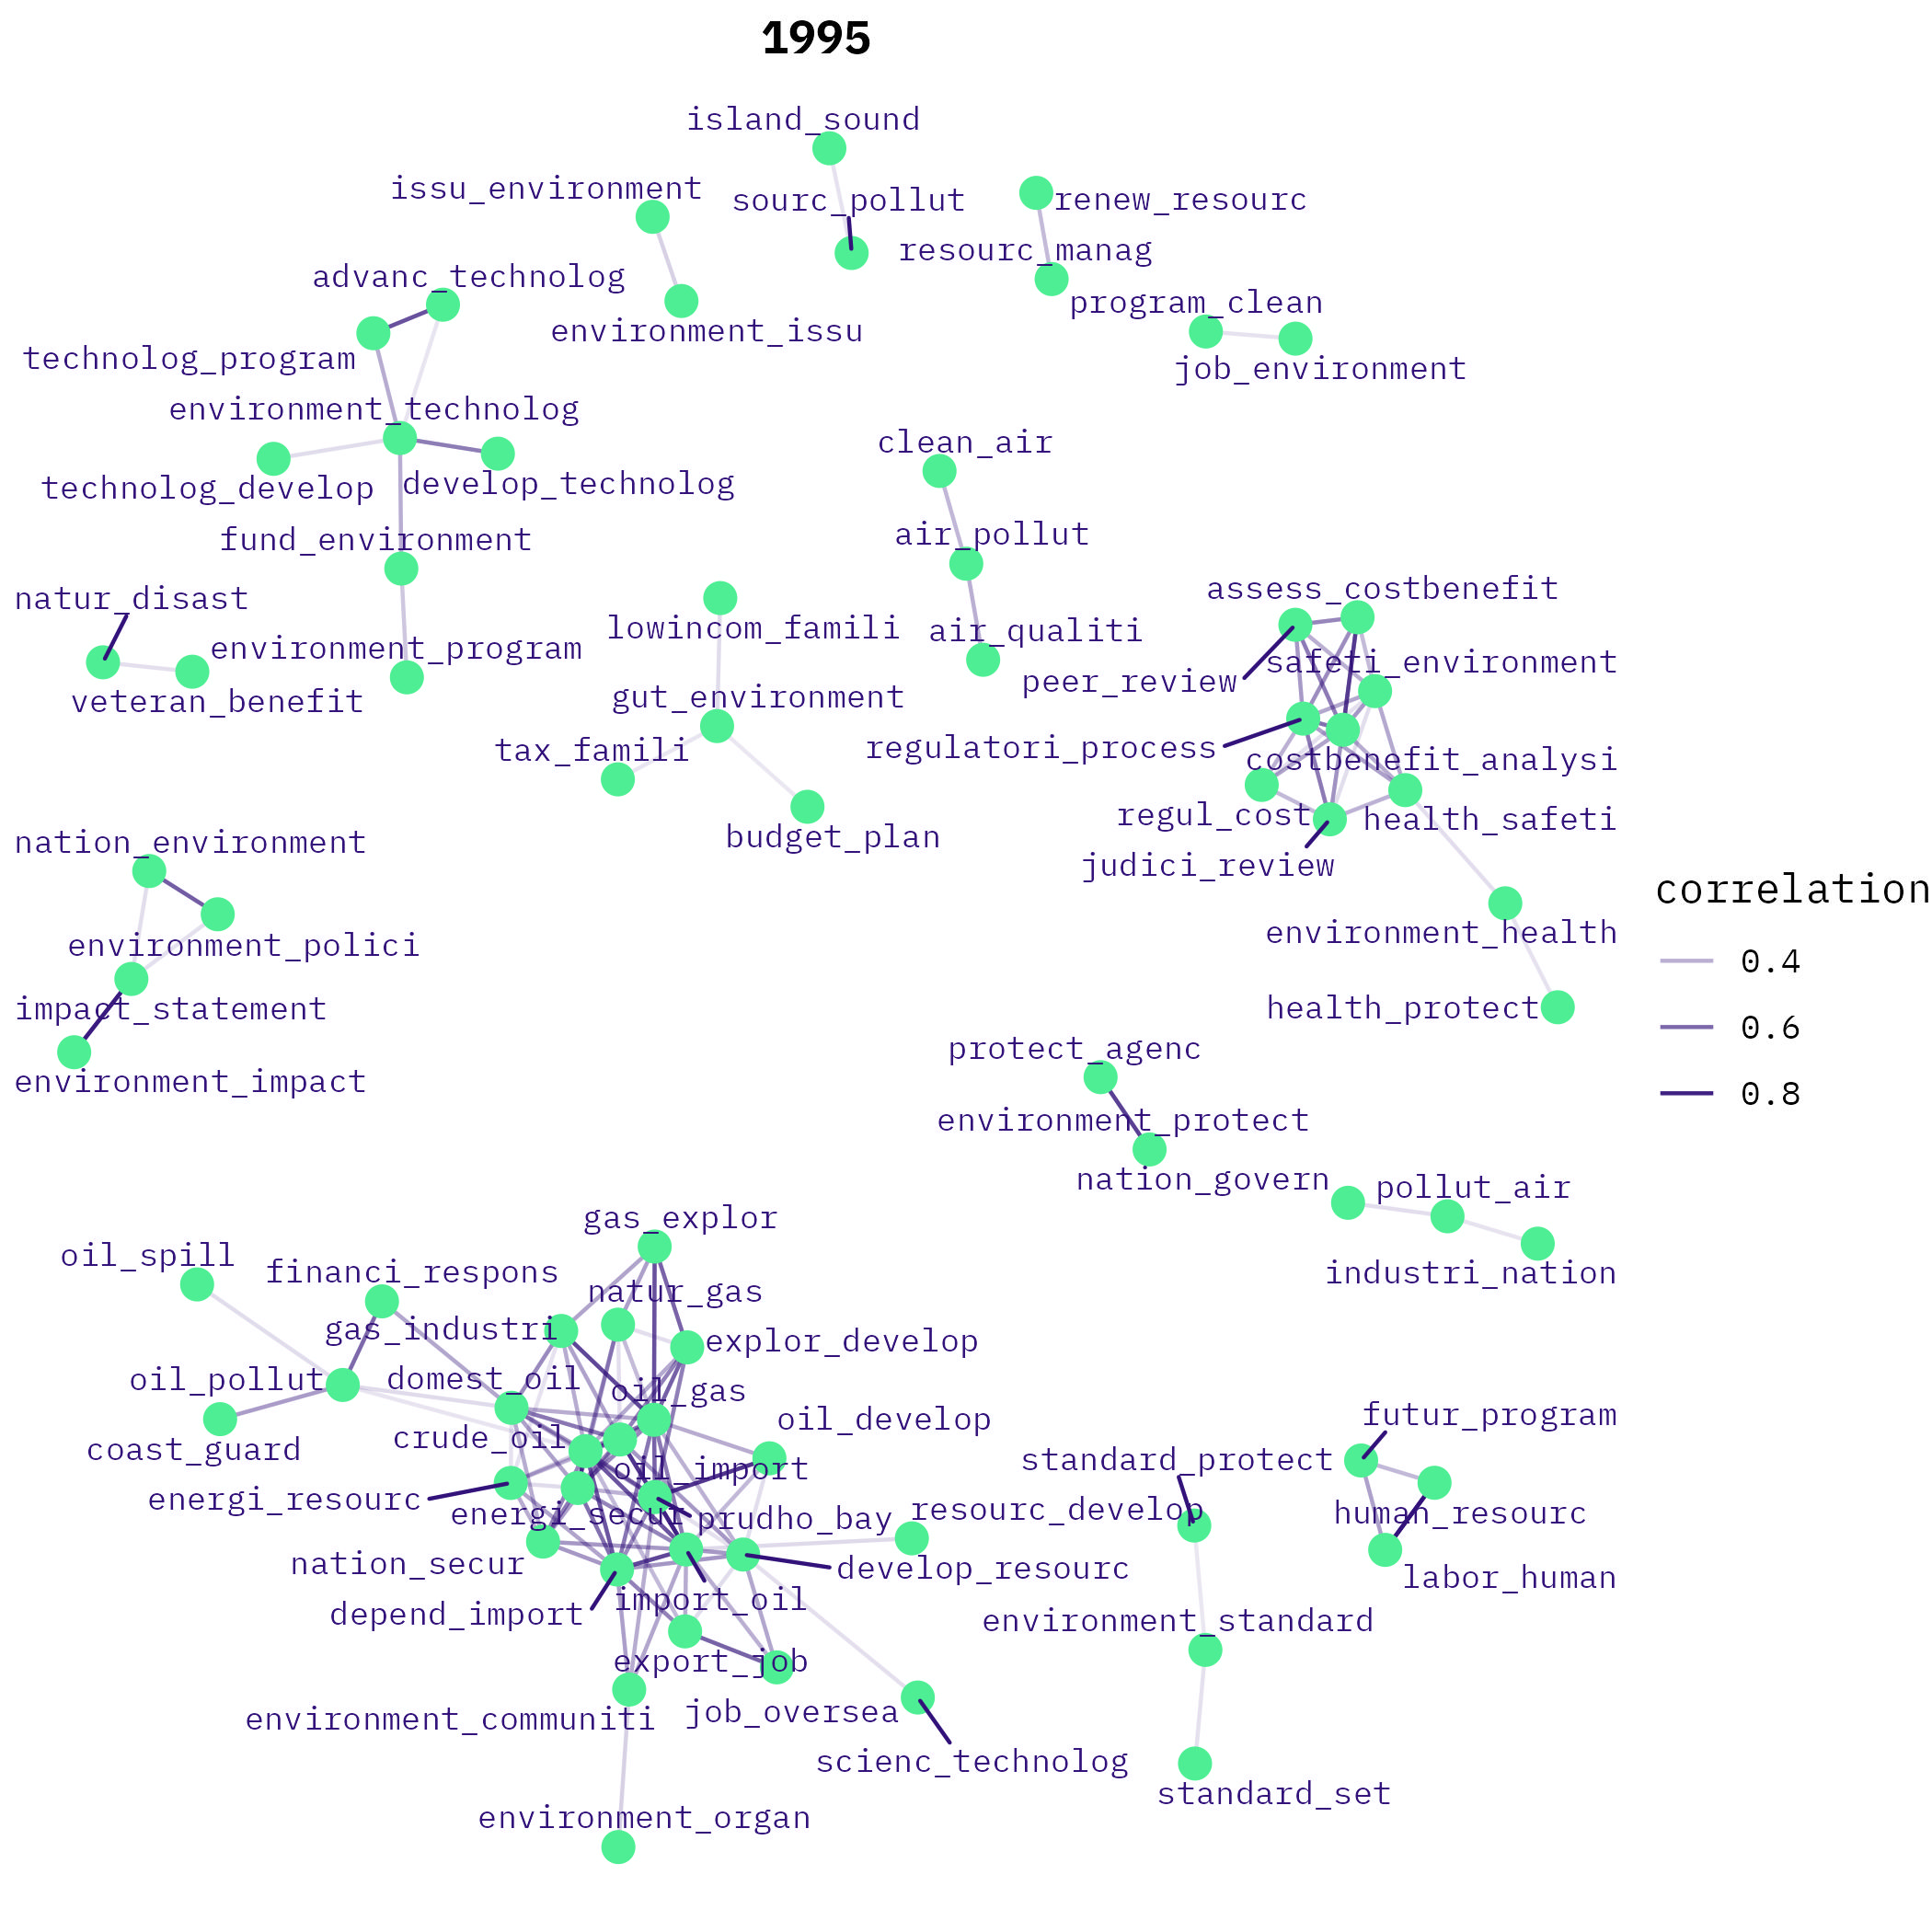 1995
island_sound
issu_environment
sourc_pollut
renew_resourc
resourc_manag
advanc_technolog
program_clean
environment_issu
technolog_program
job_environment
environment_technolog
clean_air
technolog_develop
develop_technolog
air_pollut
fund_environment
assess_costbenefit
natur_disast
lowincom_famili
air_qualiti
environment_program
safeti_environment
peer_review
veteran_benefit
gut_environment
tax_famili
regulatori_process
costbenefit_analysi
regul_cost
health_safeti
budget_plan
nation_environment
judici_review
correlation
environment_health
environment_polici
0.4
impact_statement
health_protect
0.6
protect_agenc
environment_impact
0.8
environment_protect
nation_govern
pollut_air
gas_explor
oil_spill
financi_respons
industri_nation
natur_gas
gas_industri
explor_develop
oil_pollut
domest_oil
oil_gas
oil_develop
futur_program
coast_guard
crude_oil
oil_import
standard_protect
energi_resourc
energi_secur
prudho_bay
resourc_develop
human_resourc
nation_secur
develop_resourc
labor_human
depend_import
import_oil
environment_standard
export_job
environment_communiti
job_oversea
scienc_technolog
standard_set
environment_organ